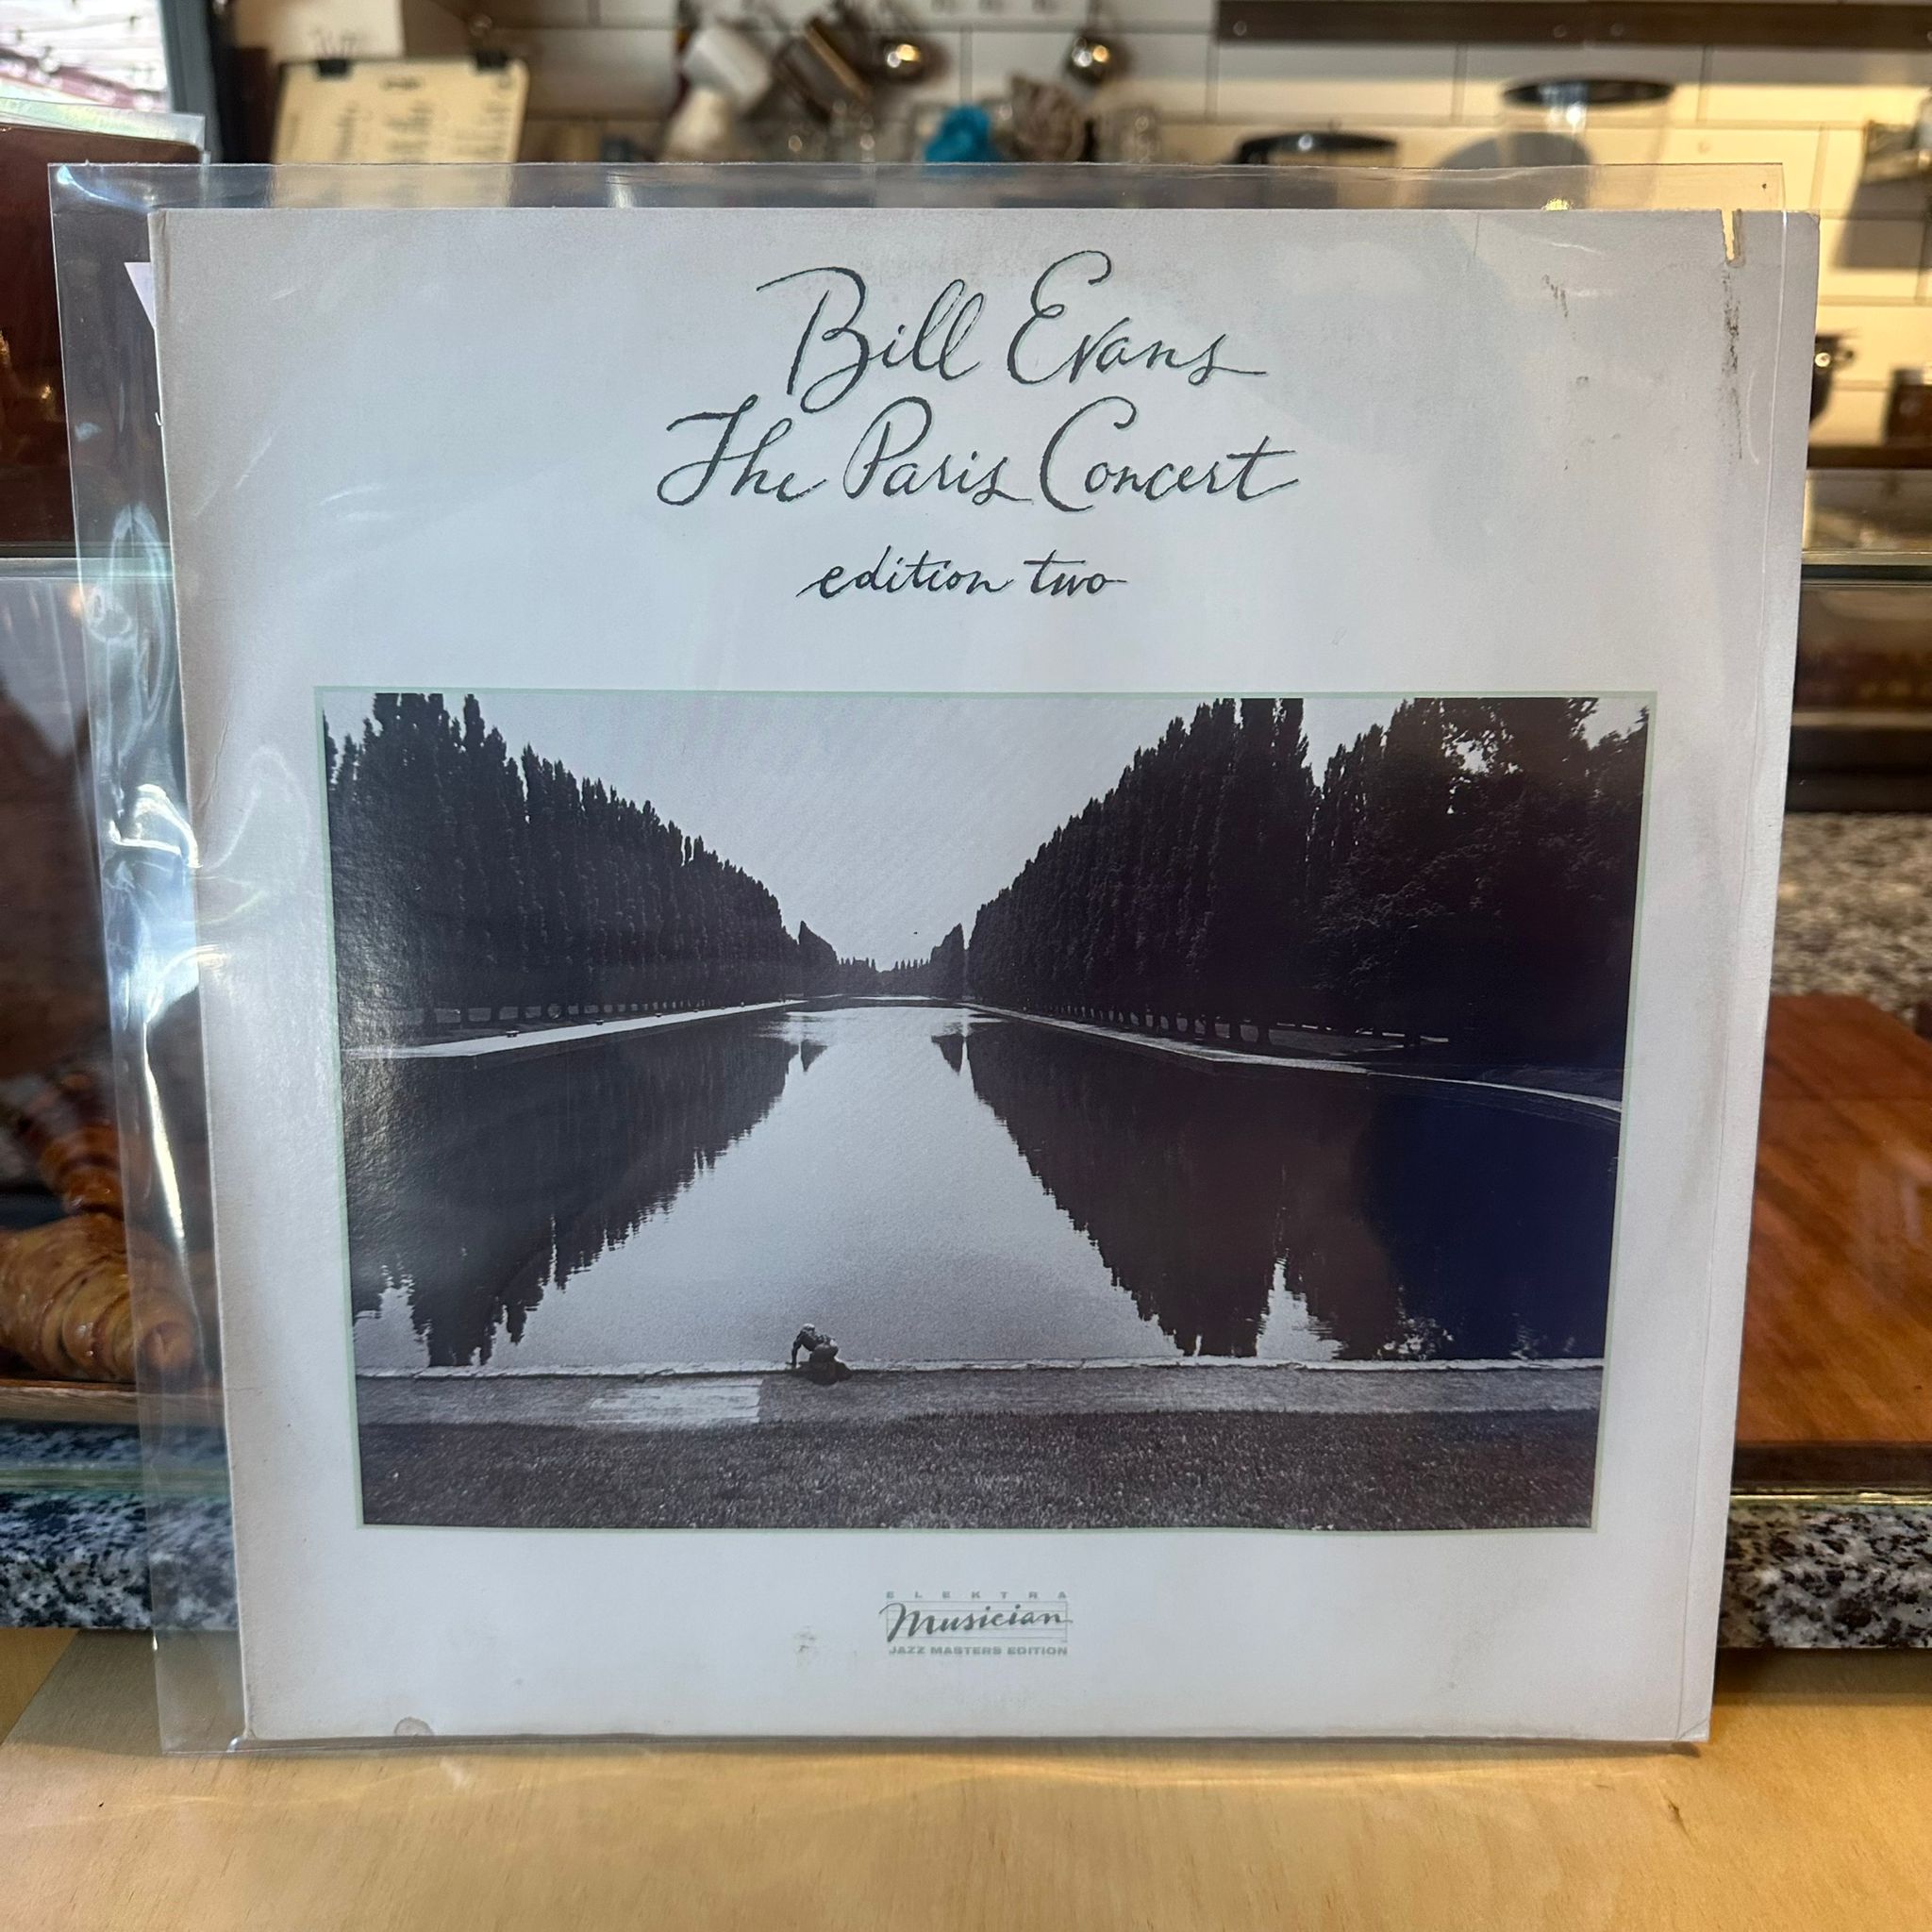 Bill Evans
The Paris Concert
edition two
ELEKTRA
Musician
JAZZ MASTERS EDITION